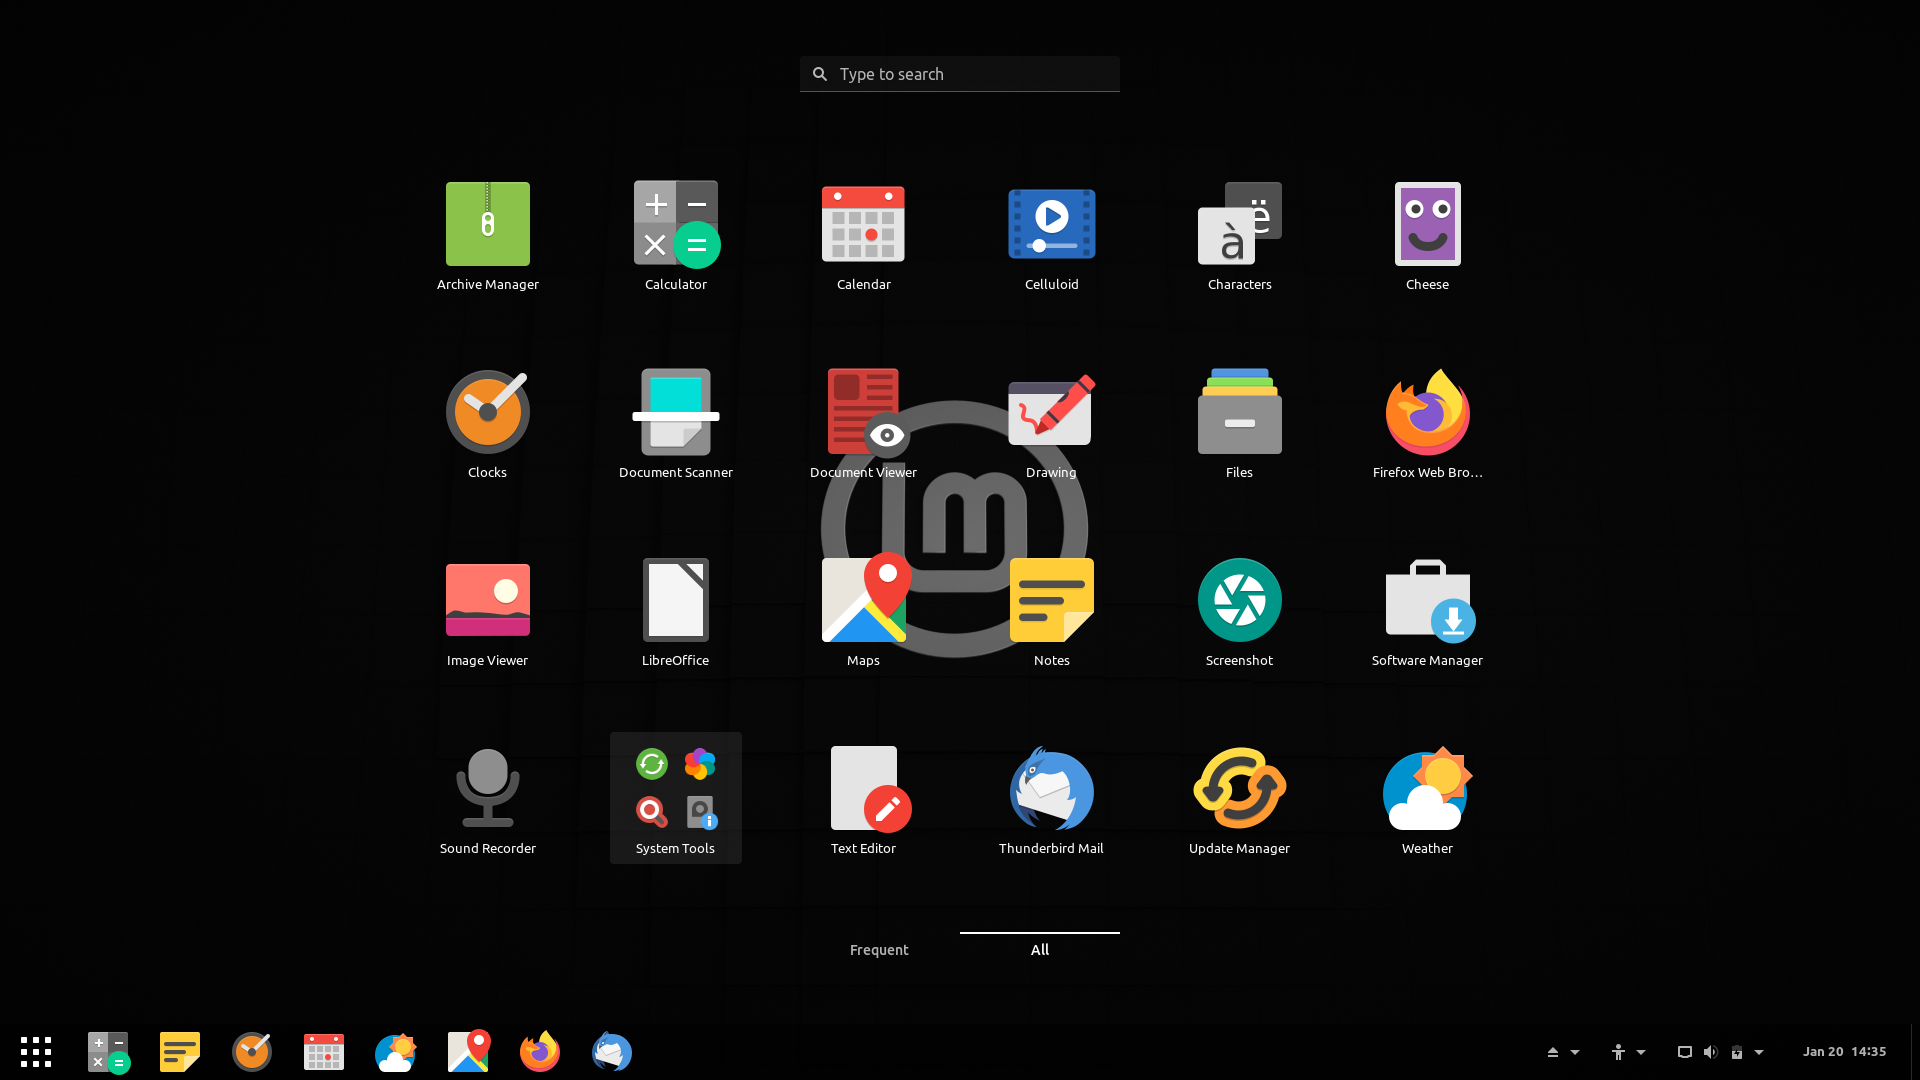 Type to search
Archive Manager
Calculator
Calendar
Celluloid
ë
à
Characters
Cheese
Clocks
Document Scanner
Document Viewer
Drawing
Files
Firefox Web Bro…
lm
Image Viewer
LibreOffice
Maps
Notes
Screenshot
Software Manager
Sound Recorder
System Tools
Text Editor
Thunderbird Mail
Update Manager
Weather
Frequent
All
Jan 20 14:35